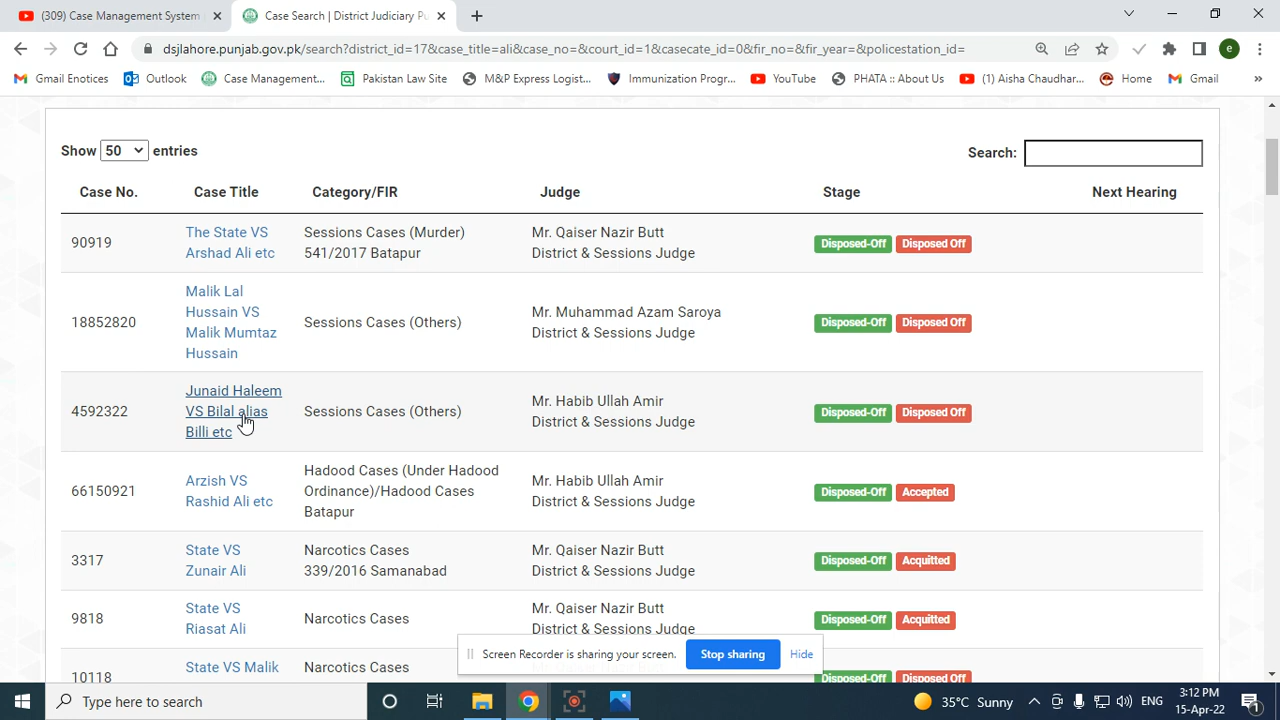 (309) Case Management System
Case Search | District Judiciary Pu
dsjlahore.punjab.gov.pk/search?district_id=17&case_title=ali&case_no=&court_id=1&casecate_id=0&fir_no=&fir_year=&policestation_id=
e
Gmail Enotices Outlook Case Management... Pakistan Law Site M&P Express Logist... Immunization Progr... YouTube PHATA :: About Us (1) Aisha Chaudhar... Home Gmail »
Show 50 entries
Search:
Case No. Case Title Category/FIR Judge Stage Next Hearing
90919
The State VS
Arshad Ali etc
Sessions Cases (Murder)
541/2017 Batapur
Mr. Qaiser Nazir Butt
District & Sessions Judge
Disposed-Off Disposed Off
18852820
Malik Lal
Hussain VS
Malik Mumtaz
Hussain
Sessions Cases (Others)
Mr. Muhammad Azam Saroya
District & Sessions Judge
Disposed-Off Disposed Off
4592322
Junaid Haleem
VS Bilal alias
Billi etc
Sessions Cases (Others)
Mr. Habib Ullah Amir
District & Sessions Judge
Disposed-Off Disposed Off
66150921
Arzish VS
Rashid Ali etc
Hadood Cases (Under Hadood
Ordinance)/Hadood Cases
Batapur
Mr. Habib Ullah Amir
District & Sessions Judge
Disposed-Off Accepted
3317
State VS
Zunair Ali
Narcotics Cases
339/2016 Samanabad
Mr. Qaiser Nazir Butt
District & Sessions Judge
Disposed-Off Acquitted
9818
State VS
Riasat Ali
Narcotics Cases
Mr. Qaiser Nazir Butt
District & Sessions Judge
Disposed-Off Acquitted
10118
State VS Malik
Narcotics Cases
Disposed-Off Disposed Off
Screen Recorder is sharing your screen. Stop sharing Hide
Type here to search
35°C Sunny
ENG
3:12 PM
15-Apr-22
1